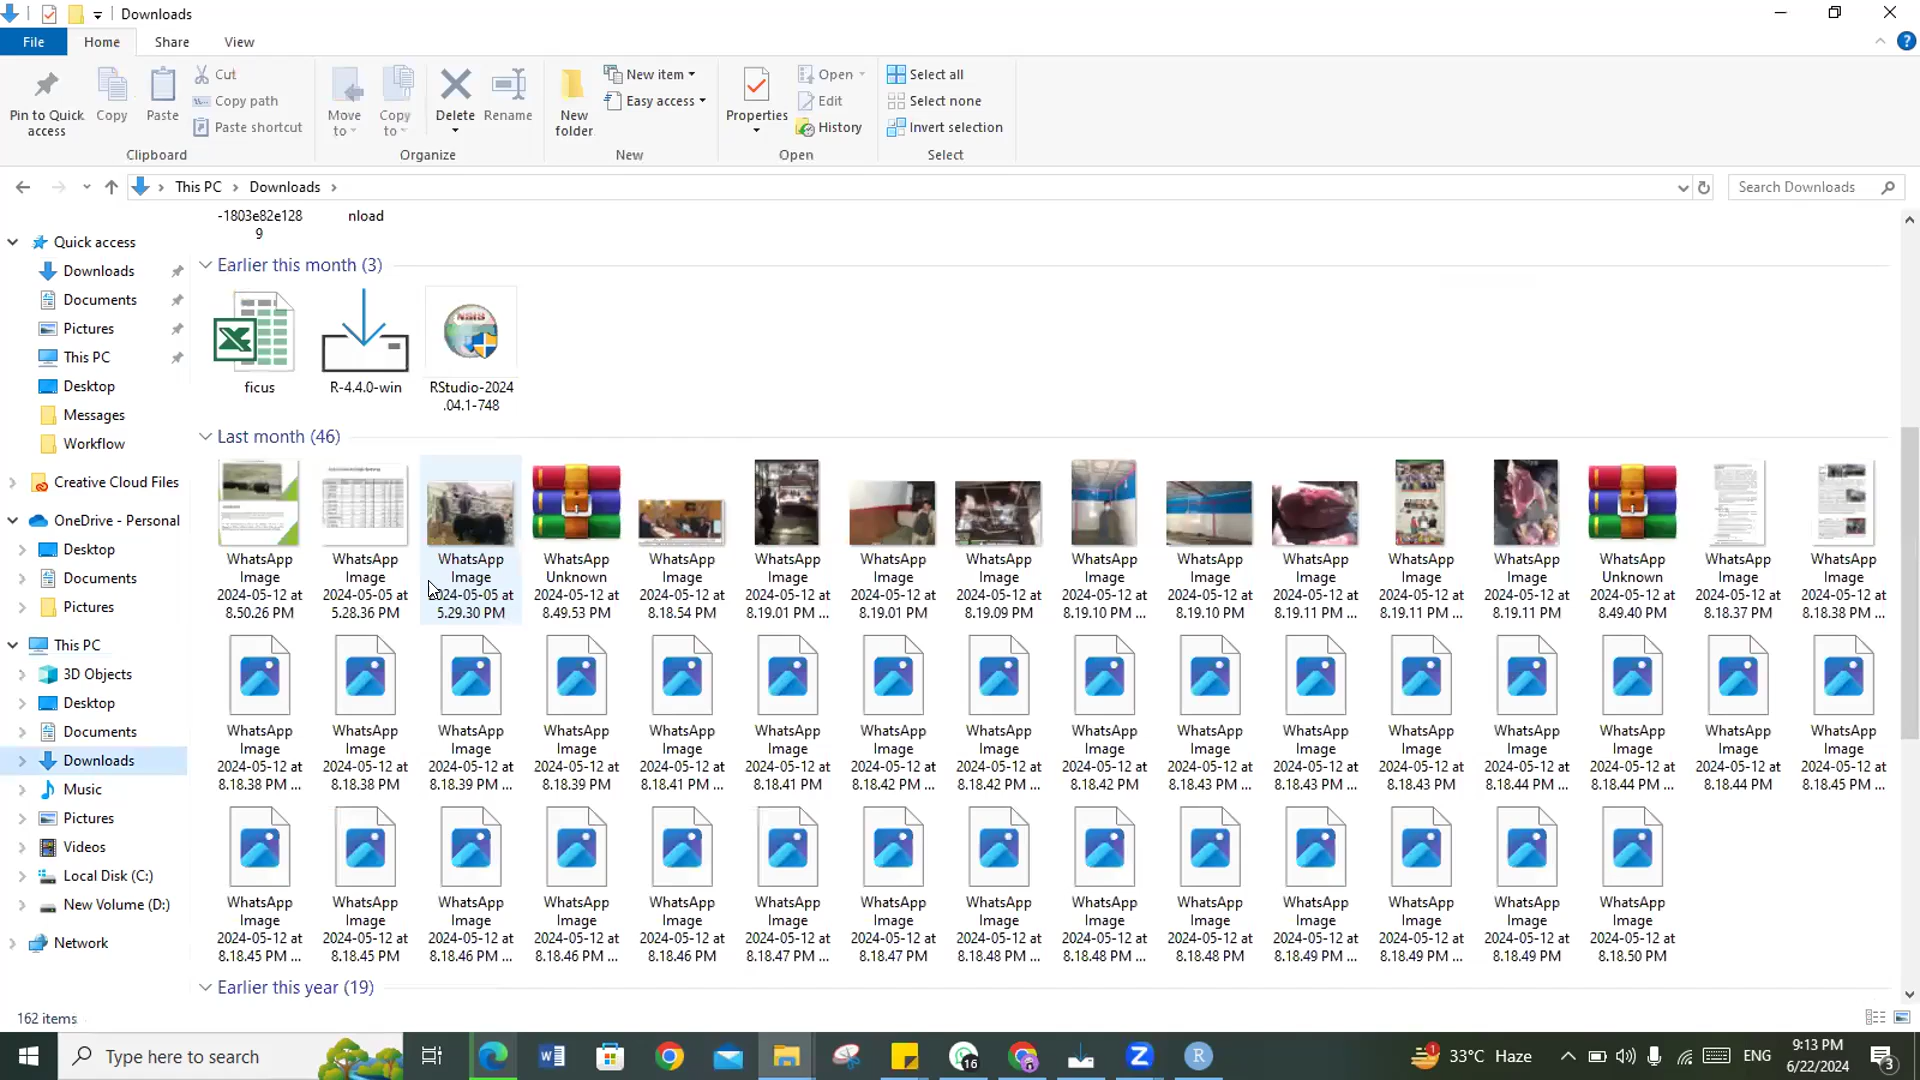 Downloads
File
Home
Share
View
Pin to Quick access
Copy
Paste
Cut
Copy path
Paste shortcut
Move to
Copy to
Delete
Rename
New folder
New item
Easy access
Properties
Open
Edit
History
Select all
Select none
Invert selection
Clipboard
Organize
New
Open
Select
This PC
Downloads
Search Downloads
Quick access
Downloads
Documents
Pictures
This PC
Desktop
Messages
Workflow
Creative Cloud Files
OneDrive - Personal
Desktop
Documents
Pictures
This PC
3D Objects
Desktop
Documents
Downloads
Music
Pictures
Videos
Local Disk (C:)
New Volume (D:)
Network
-1803e82e128
9
nload
Earlier this month (3)
ficus
R-4.4.0-win
NSIS
RStudio-2024
.04.1-748
Last month (46)
WhatsApp Image 2024-05-12 at 8.50.26 PM
WhatsApp Image 2024-05-05 at 5.28.36 PM
WhatsApp Image 2024-05-05 at 5.29.30 PM
WhatsApp Unknown 2024-05-12 at 8.49.53 PM
WhatsApp Image 2024-05-12 at 8.18.54 PM
WhatsApp Image 2024-05-12 at 8.19.01 PM ...
WhatsApp Image 2024-05-12 at 8.19.01 PM
WhatsApp Image 2024-05-12 at 8.19.09 PM
WhatsApp Image 2024-05-12 at 8.19.10 PM ...
WhatsApp Image 2024-05-12 at 8.19.10 PM
WhatsApp Image 2024-05-12 at 8.19.11 PM ...
WhatsApp Image 2024-05-12 at 8.19.11 PM ...
WhatsApp Image 2024-05-12 at 8.19.11 PM
WhatsApp Unknown 2024-05-12 at 8.49.40 PM
WhatsApp Image 2024-05-12 at 8.18.37 PM
WhatsApp Image 2024-05-12 at 8.18.38 PM ...
WhatsApp Image 2024-05-12 at 8.18.38 PM ...
WhatsApp Image 2024-05-12 at 8.18.38 PM
WhatsApp Image 2024-05-12 at 8.18.39 PM ...
WhatsApp Image 2024-05-12 at 8.18.39 PM
WhatsApp Image 2024-05-12 at 8.18.41 PM ...
WhatsApp Image 2024-05-12 at 8.18.41 PM
WhatsApp Image 2024-05-12 at 8.18.42 PM ...
WhatsApp Image 2024-05-12 at 8.18.42 PM ...
WhatsApp Image 2024-05-12 at 8.18.42 PM
WhatsApp Image 2024-05-12 at 8.18.43 PM ...
WhatsApp Image 2024-05-12 at 8.18.43 PM ...
WhatsApp Image 2024-05-12 at 8.18.43 PM
WhatsApp Image 2024-05-12 at 8.18.44 PM ...
WhatsApp Image 2024-05-12 at 8.18.44 PM ...
WhatsApp Image 2024-05-12 at 8.18.44 PM
WhatsApp Image 2024-05-12 at 8.18.45 PM ...
WhatsApp Image 2024-05-12 at 8.18.45 PM ...
WhatsApp Image 2024-05-12 at 8.18.45 PM
WhatsApp Image 2024-05-12 at 8.18.46 PM ...
WhatsApp Image 2024-05-12 at 8.18.46 PM ...
WhatsApp Image 2024-05-12 at 8.18.46 PM
WhatsApp Image 2024-05-12 at 8.18.47 PM ...
WhatsApp Image 2024-05-12 at 8.18.47 PM
WhatsApp Image 2024-05-12 at 8.18.48 PM ...
WhatsApp Image 2024-05-12 at 8.18.48 PM ...
WhatsApp Image 2024-05-12 at 8.18.48 PM
WhatsApp Image 2024-05-12 at 8.18.49 PM ...
WhatsApp Image 2024-05-12 at 8.18.49 PM ...
WhatsApp Image 2024-05-12 at 8.18.49 PM
WhatsApp Image 2024-05-12 at 8.18.50 PM
Earlier this year (19)
162 items
Type here to search
16
33°C Haze
ENG
9:13 PM
6/22/2024
3